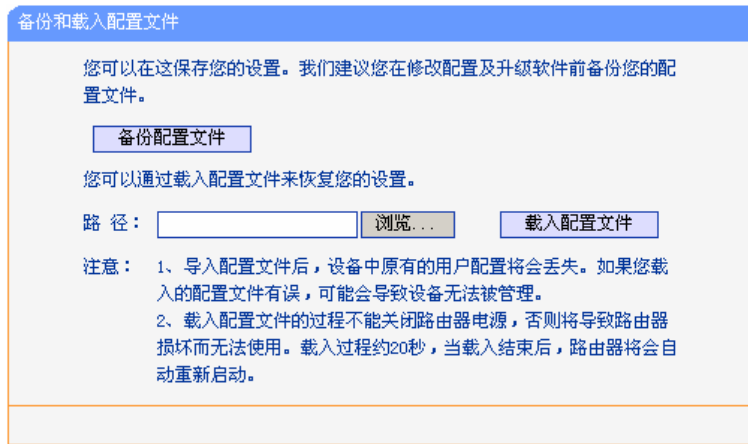 备份和载入配置文件
您可以在这保存您的设置。我们建议您在修改配置及升级软件前备份您的配
置文件。
备份配置文件
您可以通过载入配置文件来恢复您的设置。
路 径： 浏览... 载入配置文件
注意： 1、导入配置文件后，设备中原有的用户配置将会丢失。如果您载
入的配置文件有误，可能会导致设备无法被管理。
2、载入配置文件的过程不能关闭路由器电源，否则将导致路由器
损坏而无法使用。载入过程约20秒，当载入结束后，路由器将会自
动重新启动。